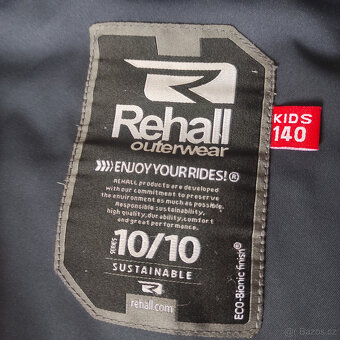 Rehall
outerwear
»»» ENJOY YOUR RIDES! ®
REHALL products are developed
with our commitment to preserve
the environment as much as possible.
Responsible sustainability,
high quality, durability, comfort
and great performance.
SERIES 10/10
SUSTAINABLE
rehall.com
ECO-Bionic finish®
KIDS
140